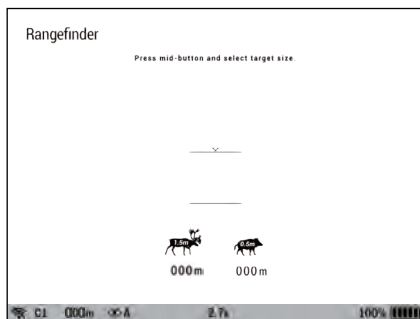 Rangefinder
Press mid-button and select target size.
1.5m 0.5m
000m 000m
C1 000m A 2.7x 100%